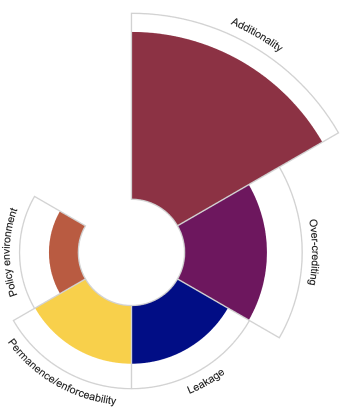 Additionality
Over-crediting
Leakage
Permanence/enforceability
Policy environment